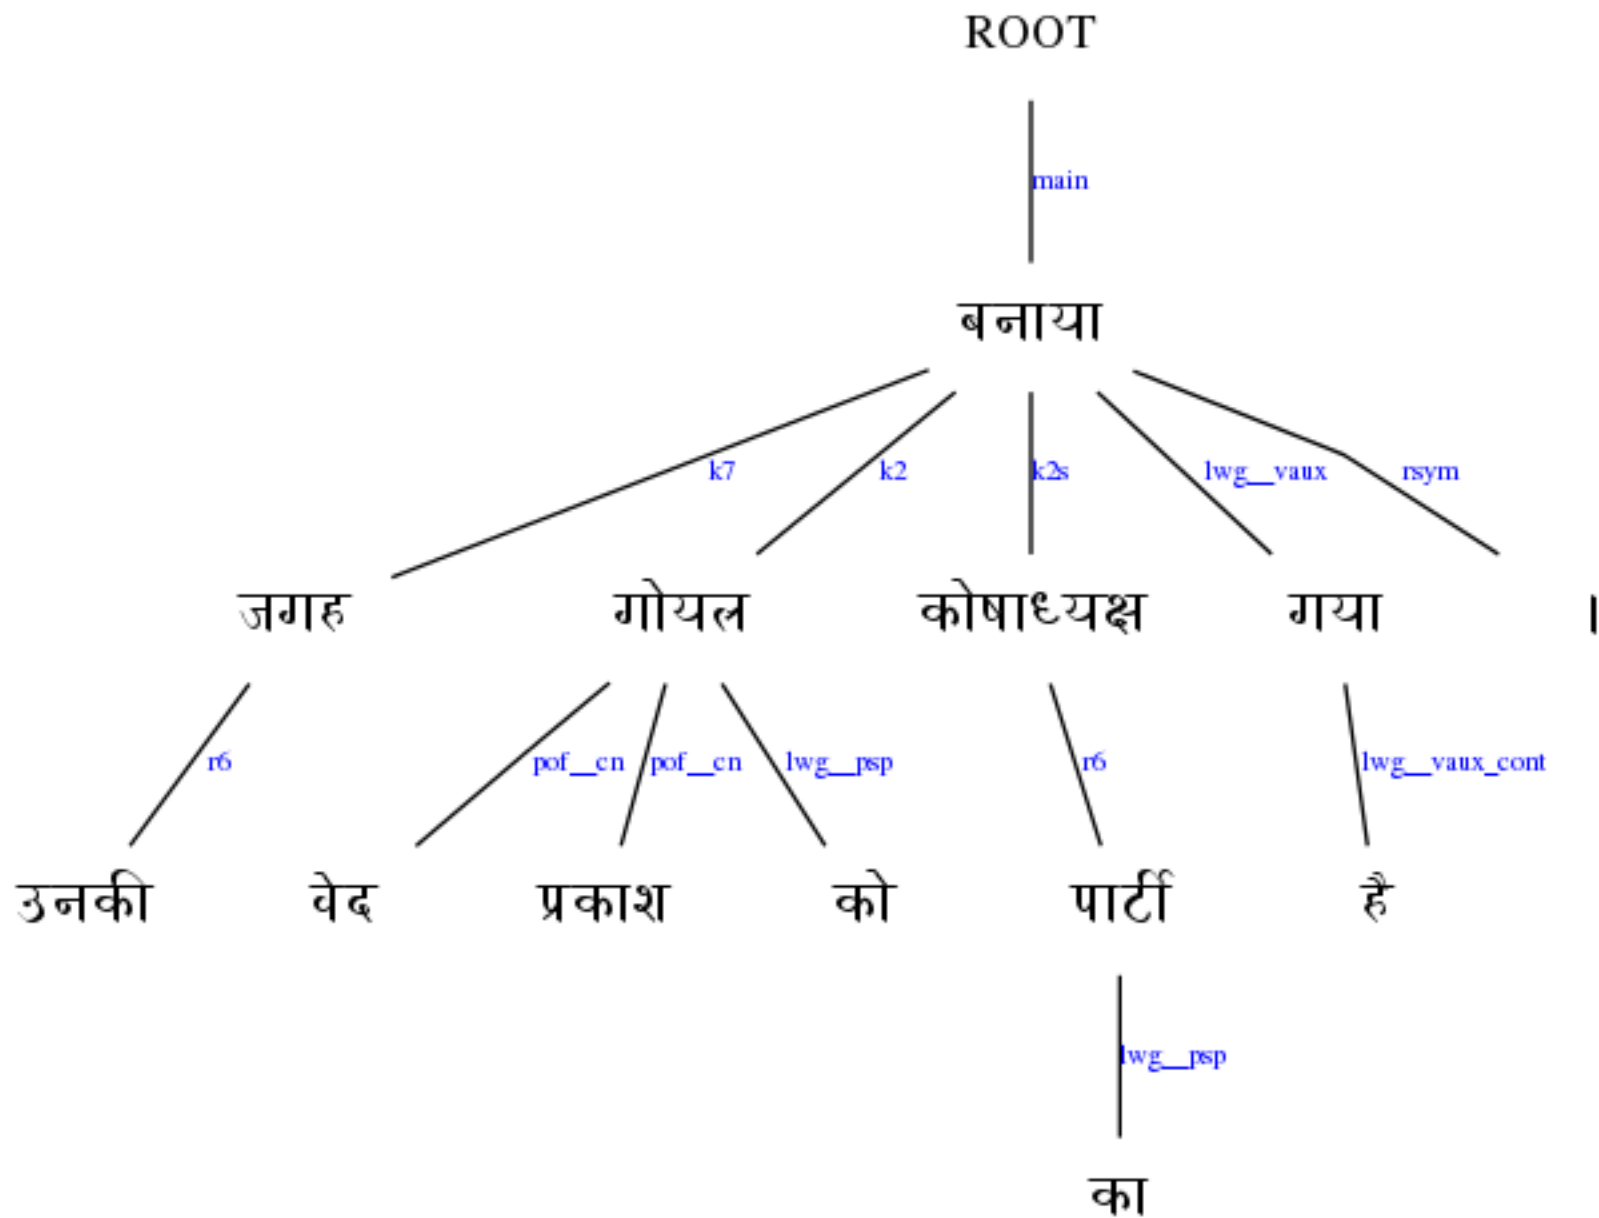 ROOT
main
बनाया
k7 k2 k2s lwg__vaux rsym
जगह गोयल कोषाध्यक्ष गया ।
r6 pof__cn pof__cn lwg__psp r6 lwg__vaux_cont
उनकी वेद प्रकाश को पार्टी है
lwg__psp
का